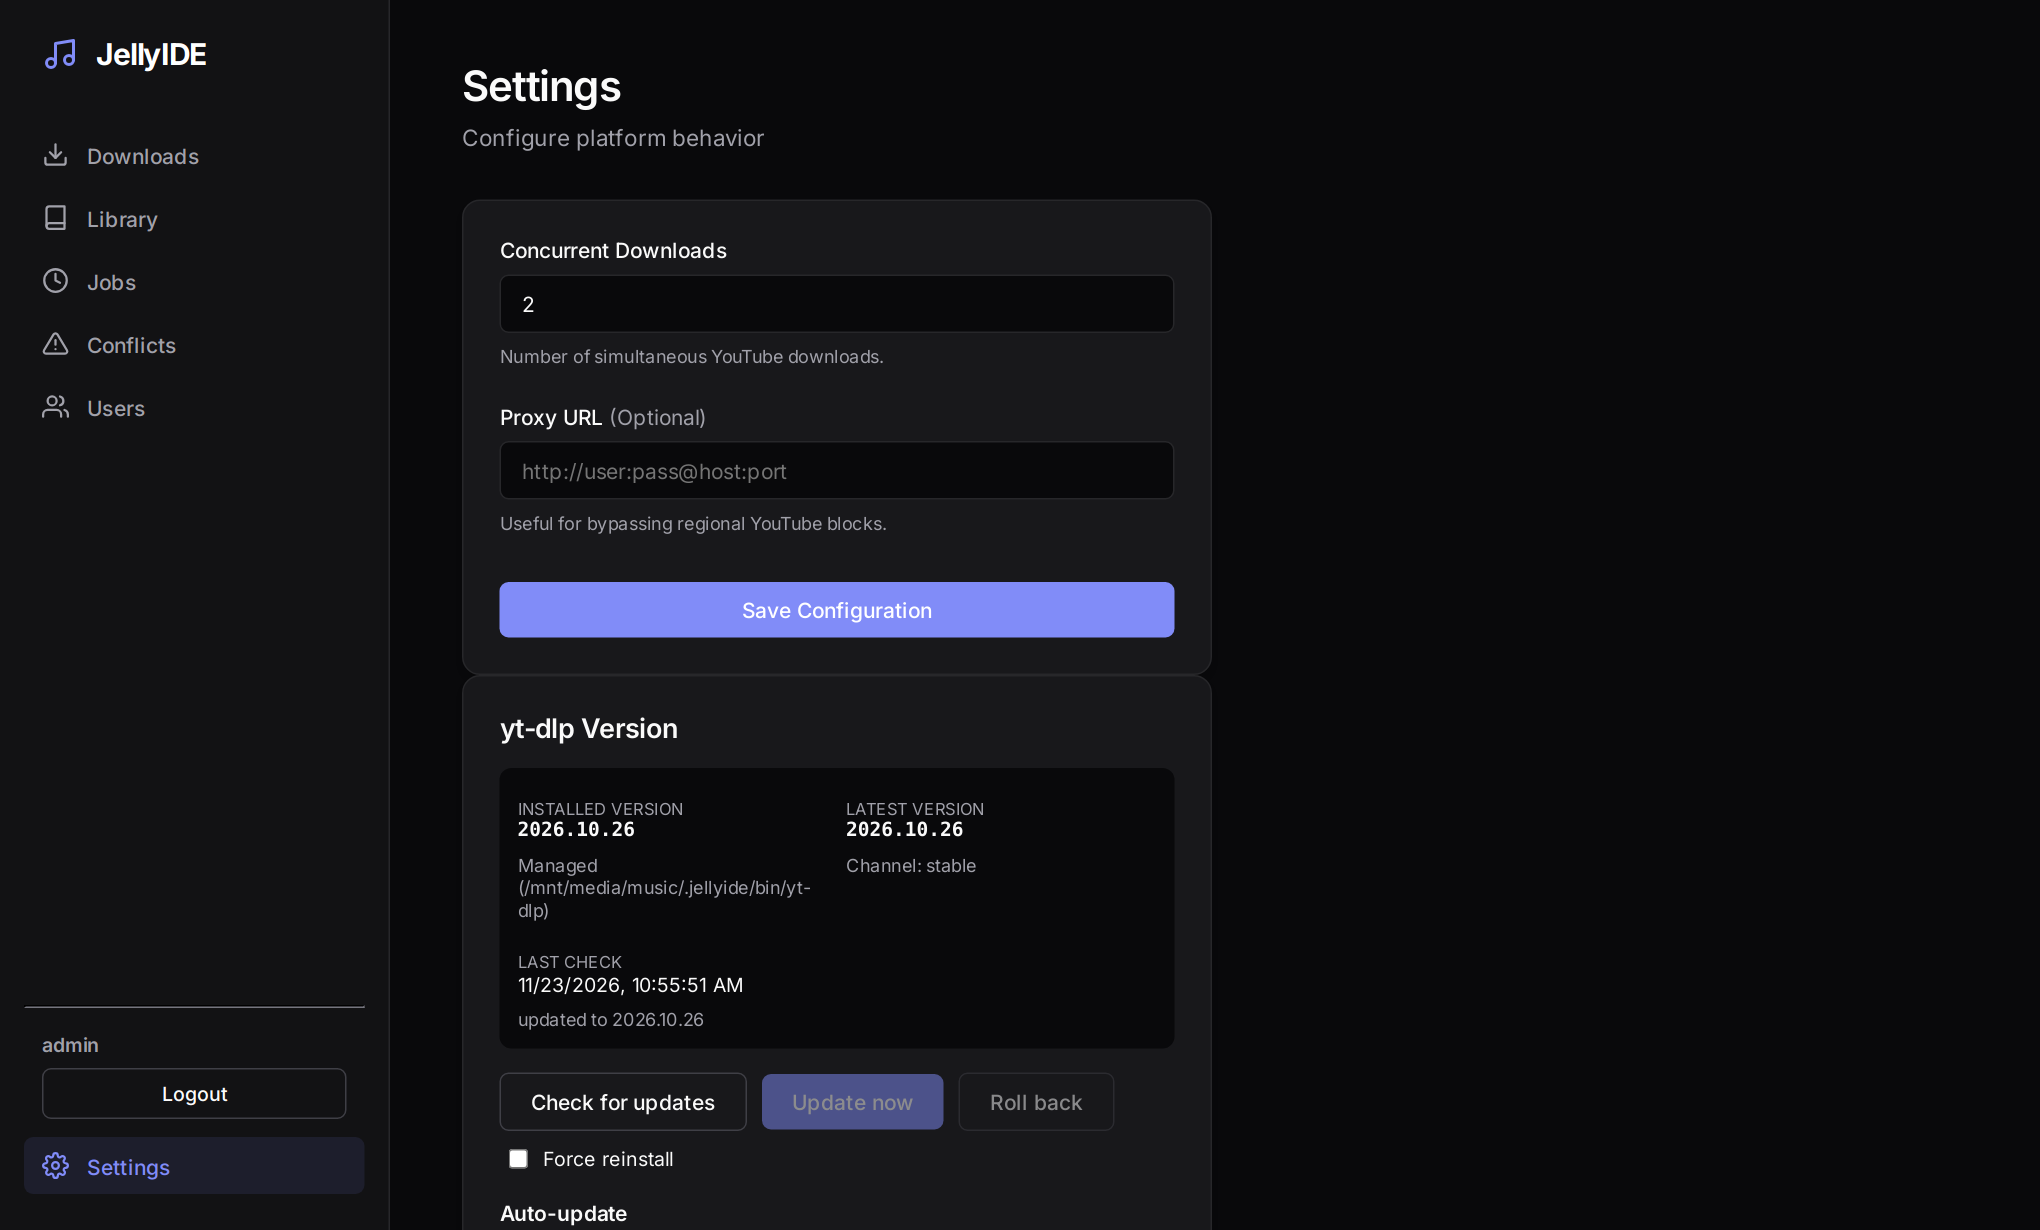 JellyIDE
Downloads
Library
Jobs
Conflicts
Users
admin
Logout
Settings
Settings
Configure platform behavior
Concurrent Downloads
2
Number of simultaneous YouTube downloads.
Proxy URL (Optional)
http://user:pass@host:port
Useful for bypassing regional YouTube blocks.
Save Configuration
yt-dlp Version
INSTALLED VERSION
2026.10.26
Managed
(/mnt/media/music/.jellyide/bin/yt-
dlp)
LATEST VERSION
2026.10.26
Channel: stable
LAST CHECK
11/23/2026, 10:55:51 AM
updated to 2026.10.26
Check for updates
Update now
Roll back
Force reinstall
Auto-update